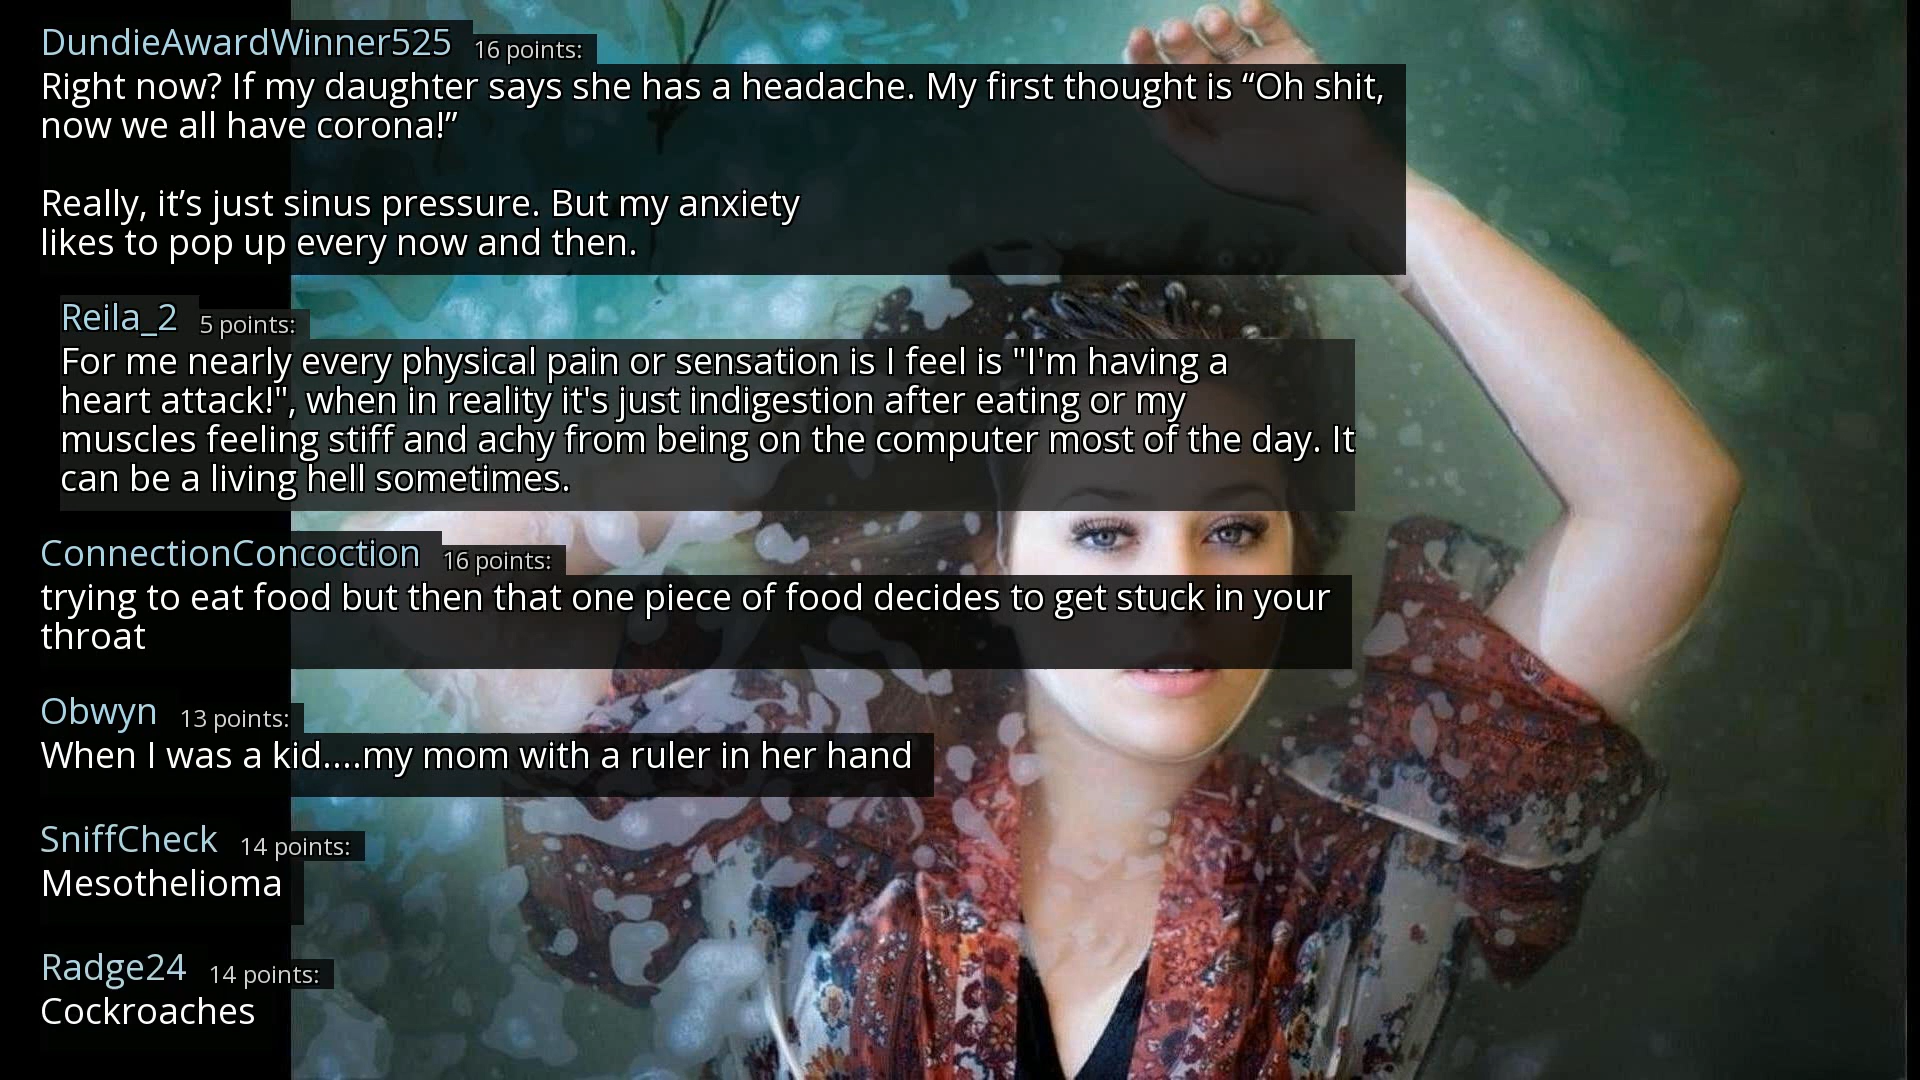 DundieAwardWinner525 16 points:
Right now? If my daughter says she has a headache. My first thought is “Oh shit,
now we all have corona!”
Really, it’s just sinus pressure. But my anxiety
likes to pop up every now and then.
Reila_2 5 points:
For me nearly every physical pain or sensation is I feel is "I'm having a
heart attack!", when in reality it's just indigestion after eating or my
muscles feeling stiff and achy from being on the computer most of the day. It
can be a living hell sometimes.
ConnectionConcoction 16 points:
trying to eat food but then that one piece of food decides to get stuck in your
throat
Obwyn 13 points:
When I was a kid....my mom with a ruler in her hand
SniffCheck 14 points:
Mesothelioma
Radge24 14 points:
Cockroaches